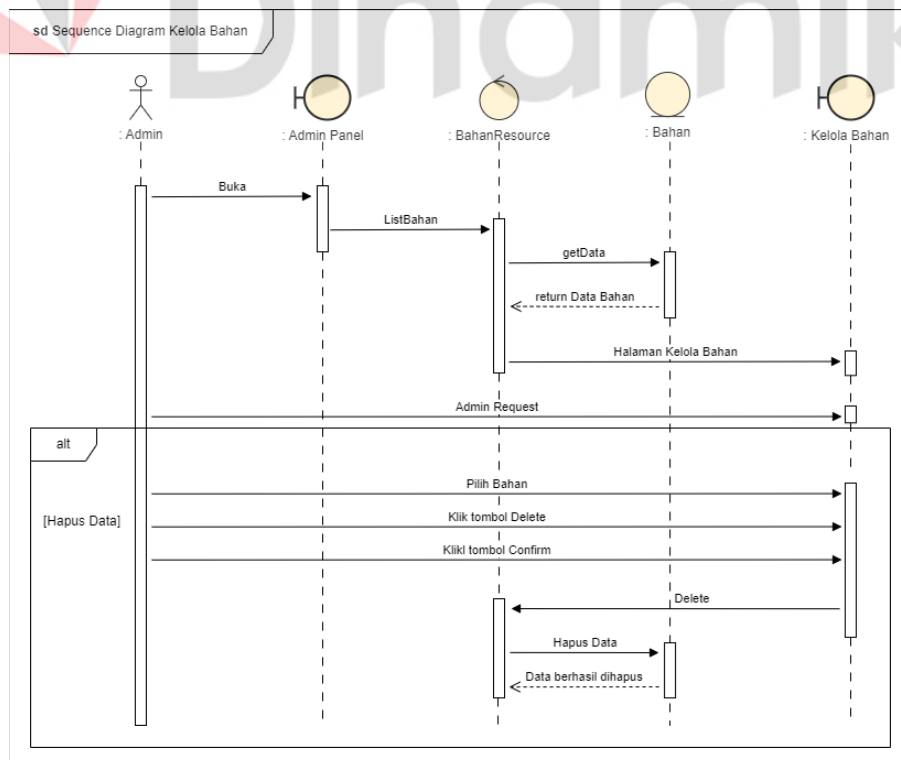 Dinamik
sd Sequence Diagram Kelola Bahan
: Admin
: Admin Panel
: BahanResource
: Bahan
: Kelola Bahan
Buka
ListBahan
getData
return Data Bahan
Halaman Kelola Bahan
Admin Request
alt
Pilih Bahan
[Hapus Data]
Klik tombol Delete
Klikl tombol Confirm
Delete
Hapus Data
Data berhasil dihapus